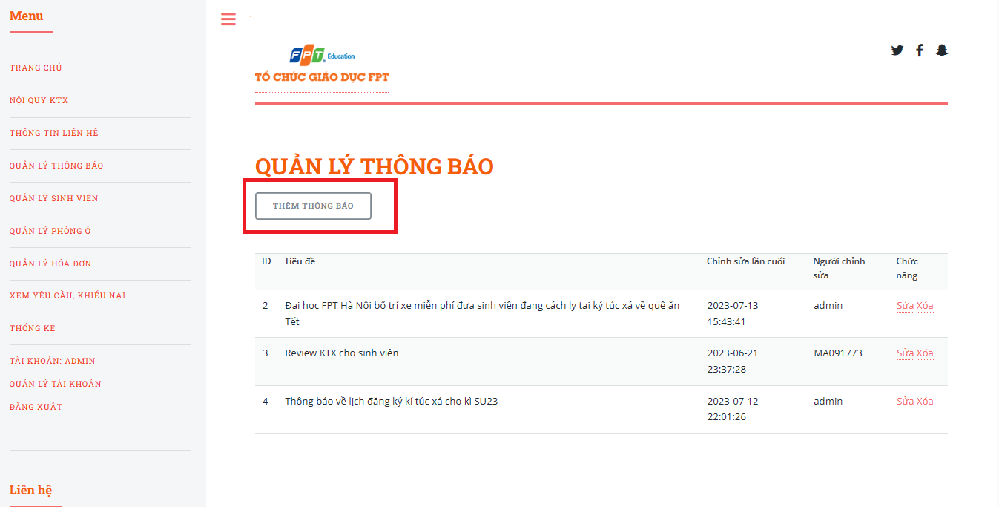 Menu
TRANG CHỦ
NỘI QUY KTX
THÔNG TIN LIÊN HỆ
QUẢN LÝ THÔNG BÁO
QUẢN LÝ SINH VIÊN
QUẢN LÝ PHÒNG Ở
QUẢN LÝ HÓA ĐƠN
XEM YÊU CẦU, KHIẾU NẠI
THỐNG KÊ
TÀI KHOẢN: ADMIN
QUẢN LÝ TÀI KHOẢN
ĐĂNG XUẤT
Liên hệ
FPT Education
TỔ CHỨC GIÁO DỤC FPT
QUẢN LÝ THÔNG BÁO
THÊM THÔNG BÁO
ID Tiêu đề Chỉnh sửa lần cuối Người chỉnh Chức
sửa năng
2 Đại học FPT Hà Nội bố trí xe miễn phí đưa sinh viên đang cách ly tại ký túc xá về quê ăn 2023-07-13 admin Sửa Xóa
Tết 15:43:41
3 Review KTX cho sinh viên 2023-06-21 MA091773 Sửa Xóa
23:37:28
4 Thông báo về lịch đăng ký kí túc xá cho kì SU23 2023-07-12 admin Sửa Xóa
22:01:26